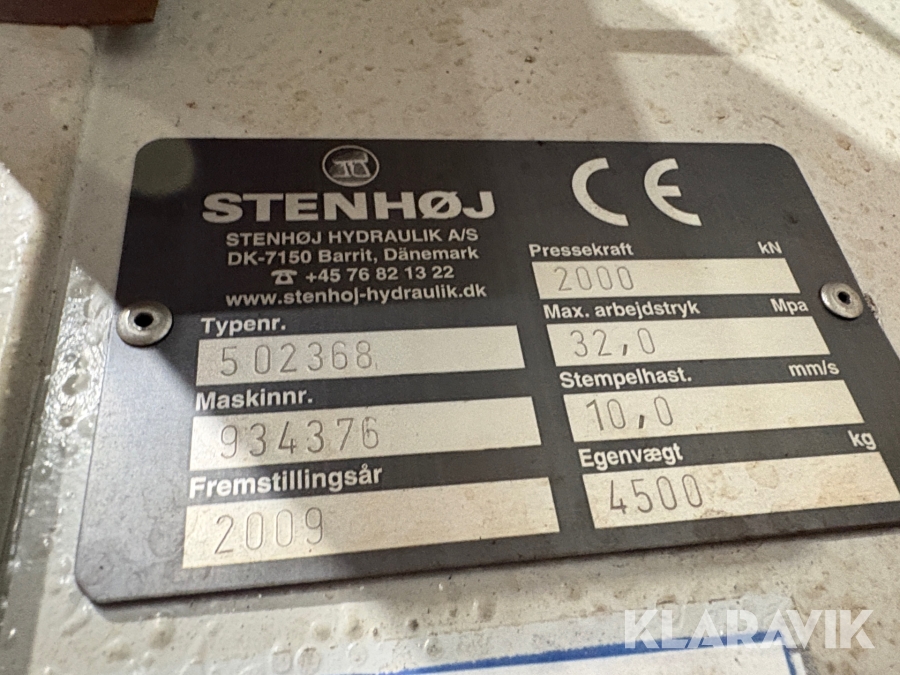 STENHØJ
STENHØJ HYDRAULIK A/S
DK-7150 Barrit, Dänemark
☎ +45 76 82 13 22
www.stenhoj-hydraulik.dk
Typenr.
502368
Maskinnr.
934376
Fremstillingsår
2009
CE
Pressekraft kN
2000
Max. arbejdstryk Mpa
32,0
Stempelhast. mm/s
10,0
Egenvægt kg
4500
KLARAVIK